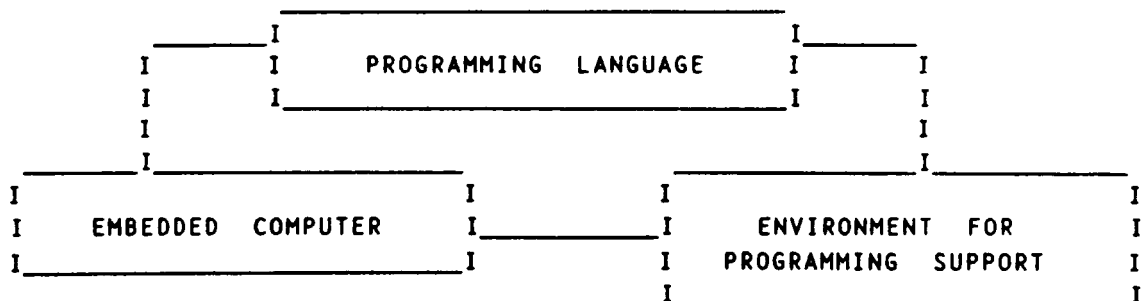 PROGRAMMING LANGUAGE
EMBEDDED COMPUTER
ENVIRONMENT FOR
PROGRAMMING SUPPORT